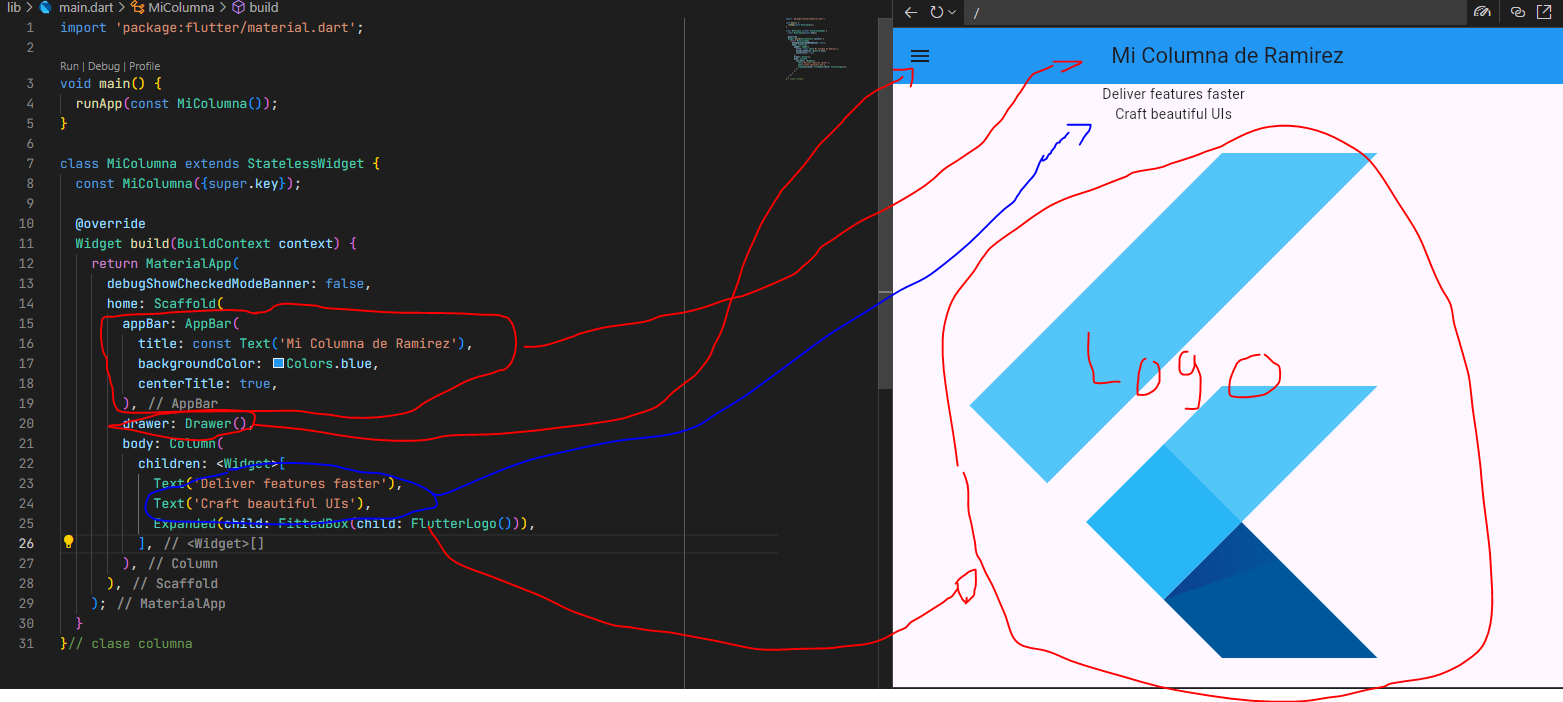 lib > main.dart > MiColumna > build
1 import 'package:flutter/material.dart';
2
Run | Debug | Profile
3 void main() {
4 runApp(const MiColumna());
5 }
6
7 class MiColumna extends StatelessWidget {
8 const MiColumna({super.key});
9
10 @override
11 Widget build(BuildContext context) {
12 return MaterialApp(
13 debugShowCheckedModeBanner: false,
14 home: Scaffold(
15 appBar: AppBar(
16 title: const Text('Mi Columna de Ramirez'),
17 backgroundColor: Colors.blue,
18 centerTitle: true,
19 ), // AppBar
20 drawer: Drawer(),
21 body: Column(
22 children: <Widget>[
23 Text('Deliver features faster'),
24 Text('Craft beautiful UIs'),
25 Expanded(child: FittedBox(child: FlutterLogo())),
26 ], // <Widget>[]
27 ), // Column
28 ), // Scaffold
29 ); // MaterialApp
30 }
31 }// clase columna
/
Mi Columna de Ramirez
Deliver features faster
Craft beautiful UIs
Logo